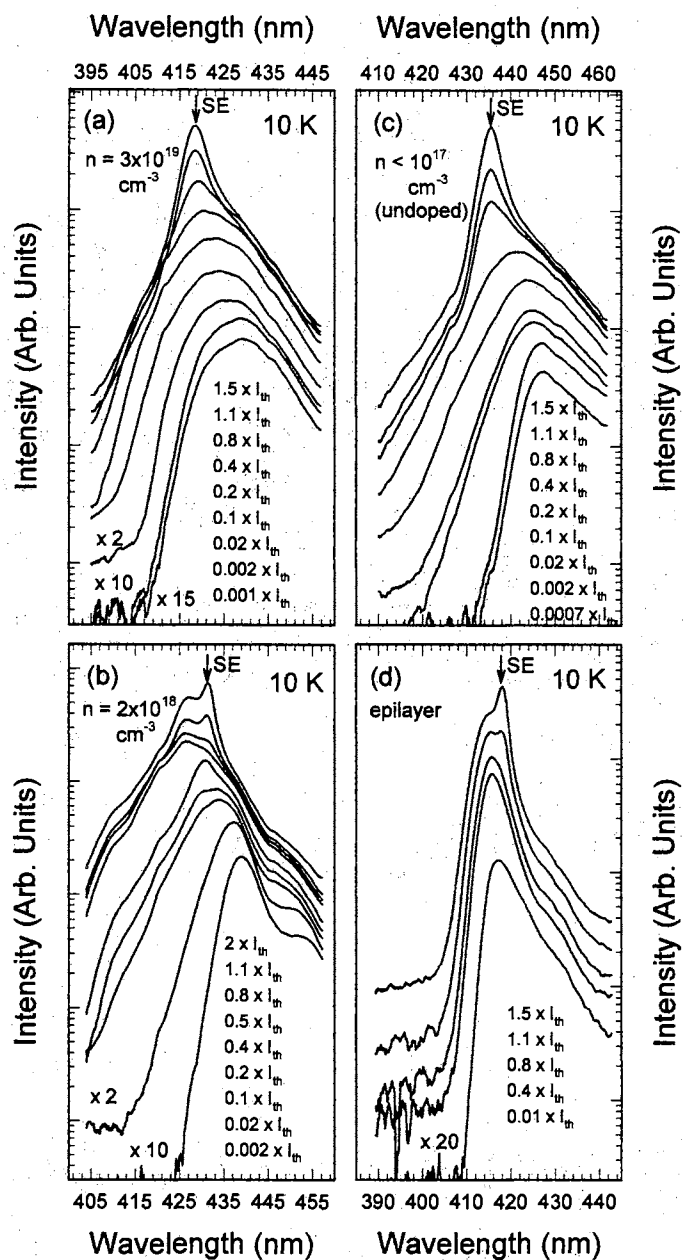 Wavelength (nm)
395 405 415 425 435 445
Wavelength (nm)
410 420 430 440 450 460
Intensity (Arb. Units)
(a)
SE
10 K
n = 3x10¹⁹
cm⁻³
1.5 x I_th
1.1 x I_th
0.8 x I_th
0.4 x I_th
0.2 x I_th
0.1 x I_th
0.02 x I_th
0.002 x I_th
0.001 x I_th
x 2
x 10
x 15
(c)
SE
10 K
n < 10¹⁷
cm⁻³
(undoped)
1.5 x I_th
1.1 x I_th
0.8 x I_th
0.4 x I_th
0.2 x I_th
0.1 x I_th
0.02 x I_th
0.002 x I_th
0.0007 x I_th
Intensity (Arb. Units)
Intensity (Arb. Units)
(b)
SE
10 K
n = 2x10¹⁸
cm⁻³
2 x I_th
1.1 x I_th
0.8 x I_th
0.5 x I_th
0.4 x I_th
0.2 x I_th
0.1 x I_th
0.02 x I_th
0.002 x I_th
x 2
x 10
(d)
SE
10 K
epilayer
1.5 x I_th
1.1 x I_th
0.8 x I_th
0.4 x I_th
0.01 x I_th
x 20
Intensity (Arb. Units)
405 415 425 435 445 455
Wavelength (nm)
390 400 410 420 430 440
Wavelength (nm)